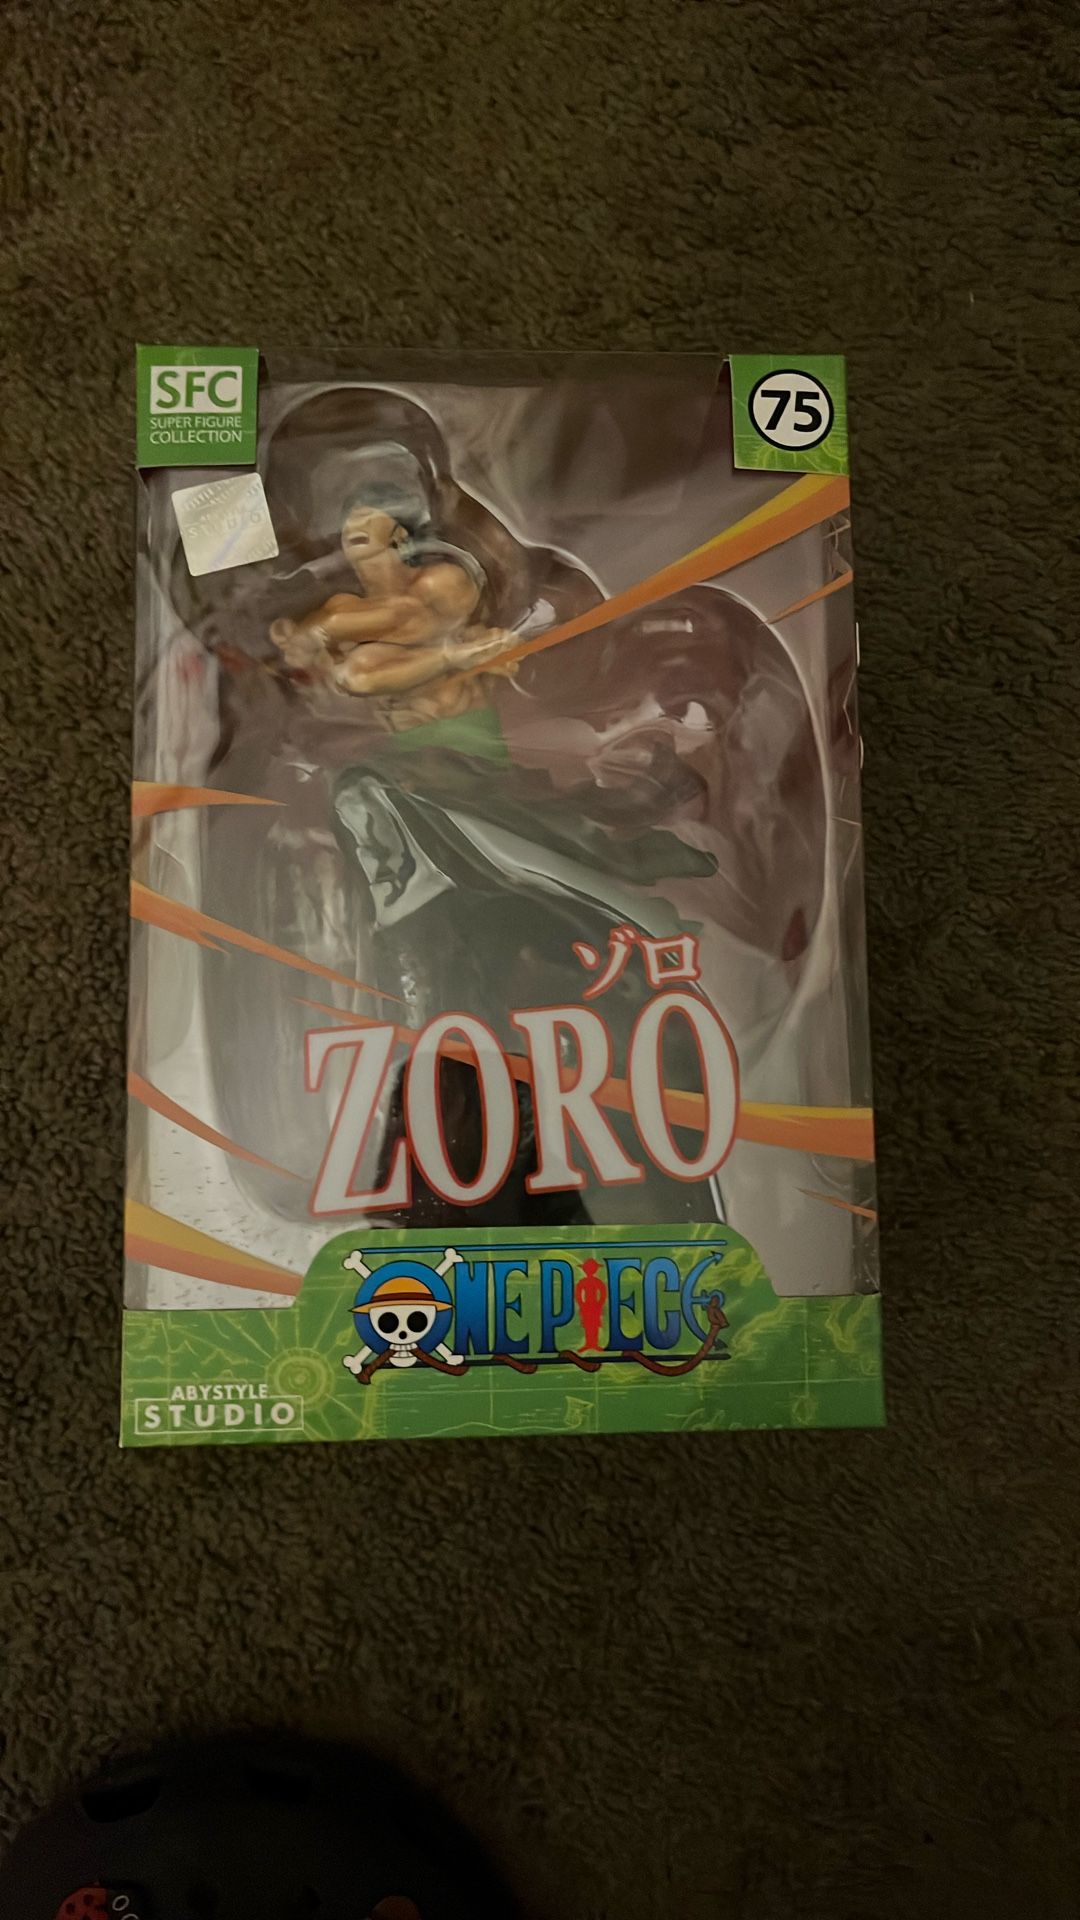 SFC
SUPER FIGURE
COLLECTION
75
ゾロ
ZORO
ONE PIECE
ABYSTYLE
STUDIO